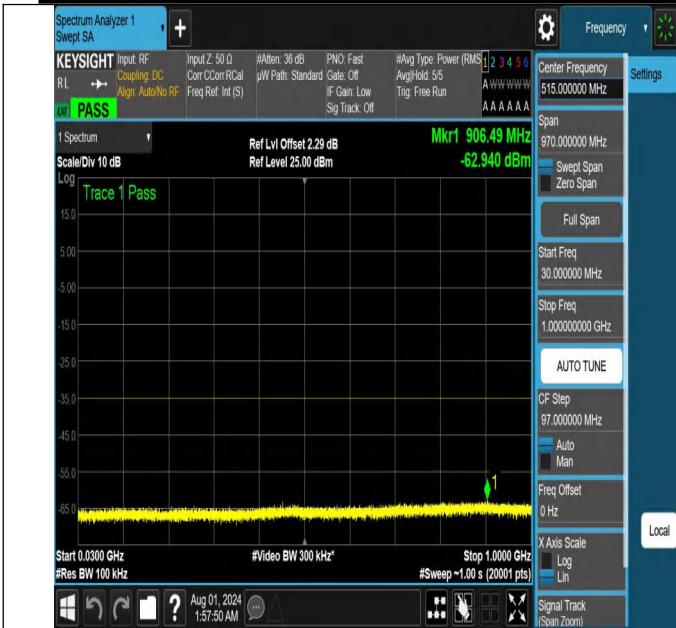 Spectrum Analyzer 1
Swept SA
+
Frequency
KEYSIGHT
RL
PASS
Input: RF
Coupling: DC
Align: Auto/No RF
Input Z: 50 Ω
Corr CCorr RCal
Freq Ref: Int (S)
#Atten: 36 dB
µW Path: Standard
PNO: Fast
Gate: Off
IF Gain: Low
Sig Track: Off
#Avg Type: Power (RMS
Avg|Hold: 5/5
Trig: Free Run
1 2 3 4 5 6
A W W W W W
A A A A A A
1 Spectrum
Scale/Div 10 dB
Ref Lvl Offset 2.29 dB
Ref Level 25.00 dBm
Mkr1 906.49 MHz
-62.940 dBm
Log
Trace 1 Pass
15.0
5.00
-5.00
-15.0
-25.0
-35.0
-45.0
-55.0
-65.0
1
Start 0.0300 GHz
#Res BW 100 kHz
#Video BW 300 kHz*
Stop 1.0000 GHz
#Sweep ~1.00 s (20001 pts)
?
Aug 01, 2024
1:57:50 AM
Center Frequency
515.000000 MHz
Settings
Span
970.000000 MHz
Swept Span
Zero Span
Full Span
Start Freq
30.000000 MHz
Stop Freq
1.000000000 GHz
AUTO TUNE
CF Step
97.000000 MHz
Auto
Man
Freq Offset
0 Hz
Local
X Axis Scale
Log
Lin
Signal Track
(Span Zoom)